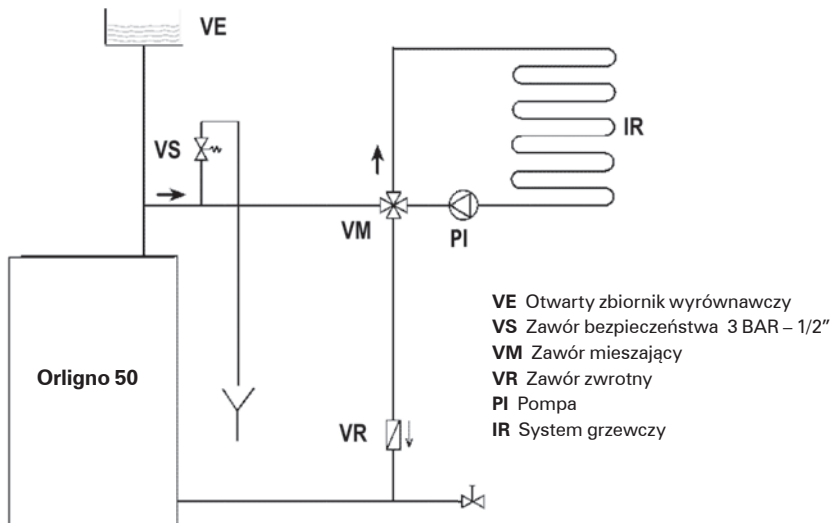 VE
VS
IR
VM
PI
Orligno 50
VR
VE Otwarty zbiornik wyrównawczy
VS Zawór bezpieczeństwa 3 BAR – 1/2”
VM Zawór mieszający
VR Zawór zwrotny
PI Pompa
IR System grzewczy